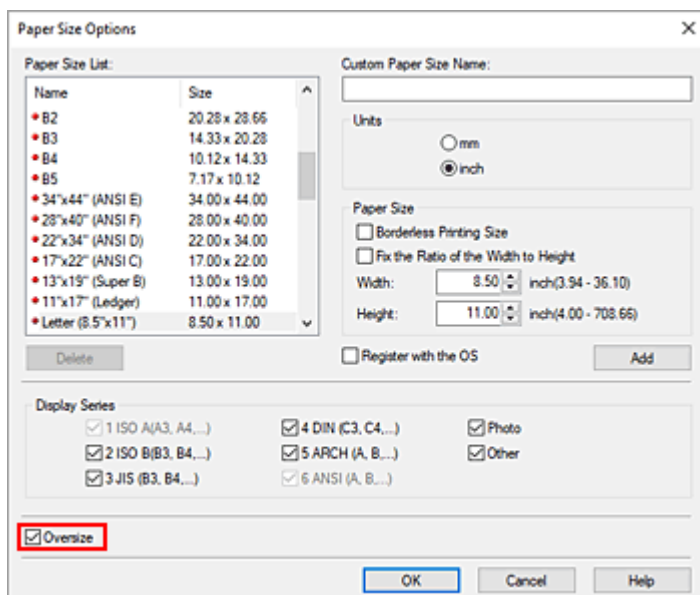 Paper Size Options
Paper Size List:
Name Size
B2 20.28 x 28.66
B3 14.33 x 20.28
B4 10.12 x 14.33
B5 7.17 x 10.12
34"x44" (ANSI E) 34.00 x 44.00
28"x40" (ANSI F) 28.00 x 40.00
22"x34" (ANSI D) 22.00 x 34.00
17"x22" (ANSI C) 17.00 x 22.00
13"x19" (Super B) 13.00 x 19.00
11"x17" (Ledger) 11.00 x 17.00
Letter (8.5"x11") 8.50 x 11.00
Delete
Custom Paper Size Name:
Units
mm
inch
Paper Size
Borderless Printing Size
Fix the Ratio of the Width to Height
Width: 8.50 inch(3.94 - 36.10)
Height: 11.00 inch(4.00 - 708.66)
Register with the OS Add
Display Series
1 ISO A(A3, A4,...) 4 DIN (C3, C4,...) Photo
2 ISO B(B3, B4,...) 5 ARCH (A, B,...) Other
3 JIS (B3, B4,...) 6 ANSI (A, B,...)
Oversize
OK Cancel Help